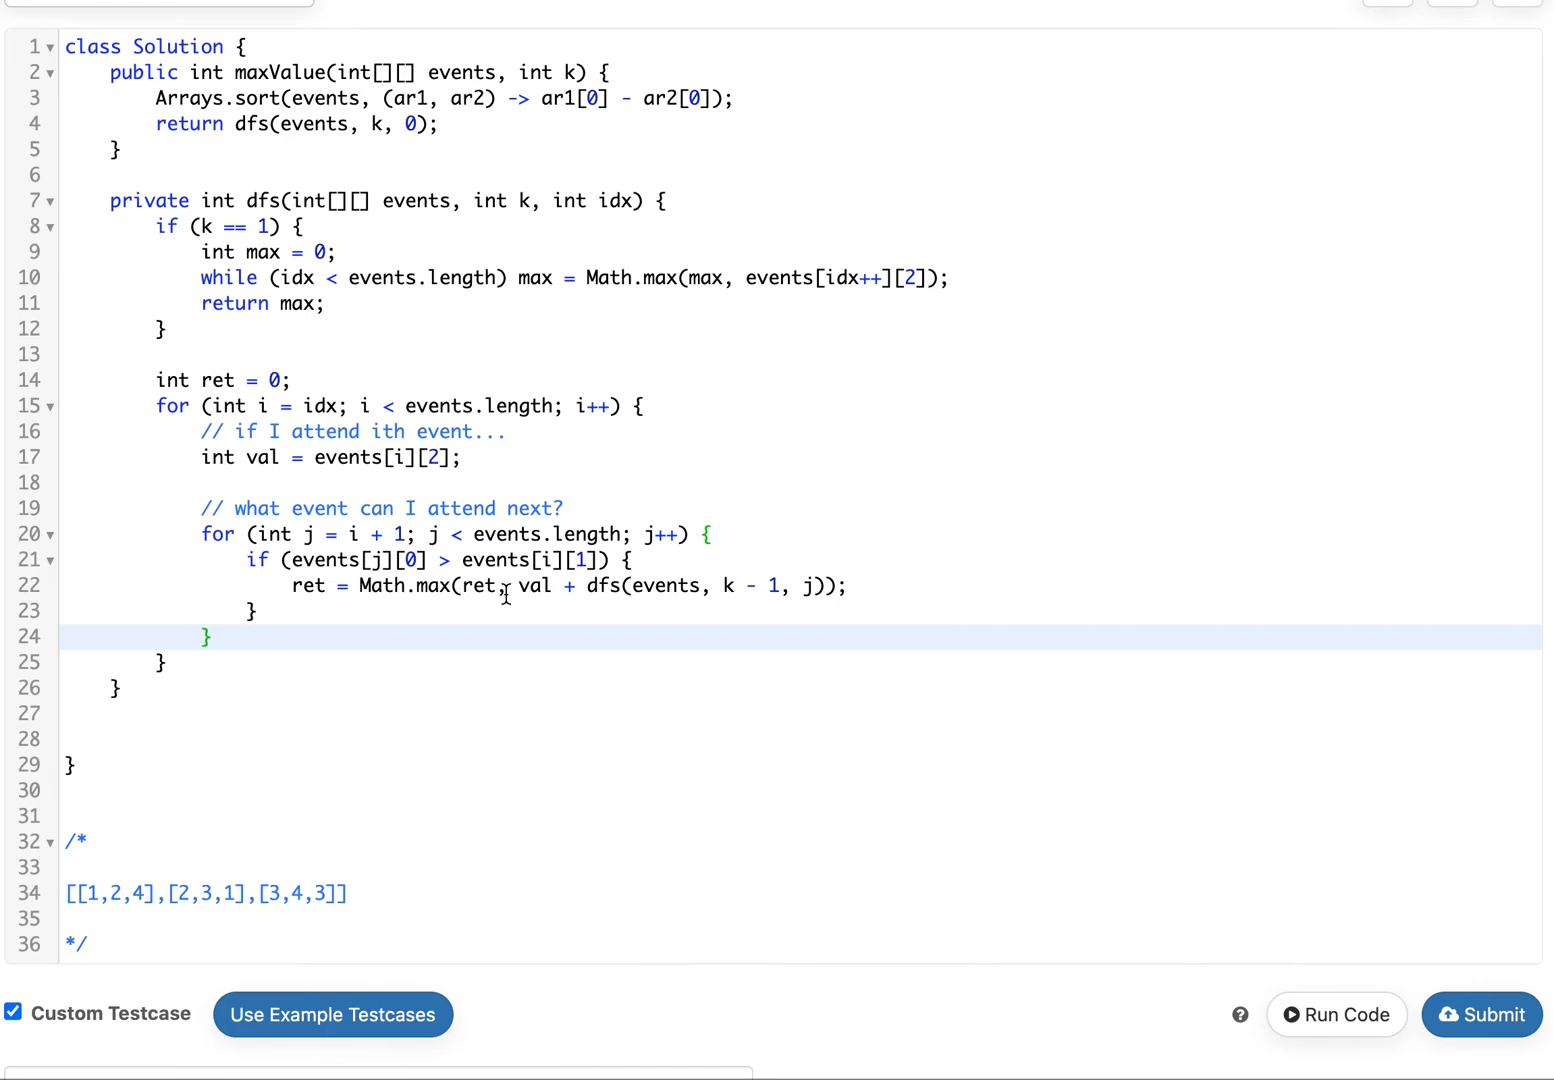 1 class Solution {
2 public int maxValue(int[][] events, int k) {
3 Arrays.sort(events, (ar1, ar2) -> ar1[0] - ar2[0]);
4 return dfs(events, k, 0);
5 }
6
7 private int dfs(int[][] events, int k, int idx) {
8 if (k == 1) {
9 int max = 0;
10 while (idx < events.length) max = Math.max(max, events[idx++][2]);
11 return max;
12 }
13
14 int ret = 0;
15 for (int i = idx; i < events.length; i++) {
16 // if I attend ith event...
17 int val = events[i][2];
18
19 // what event can I attend next?
20 for (int j = i + 1; j < events.length; j++) {
21 if (events[j][0] > events[i][1]) {
22 ret = Math.max(ret, val + dfs(events, k - 1, j));
23 }
24 }
25 }
26 }
27
28
29 }
30
31
32 /*
33
34 [[1,2,4],[2,3,1],[3,4,3]]
35
36 */
Custom Testcase Use Example Testcases ? Run Code Submit